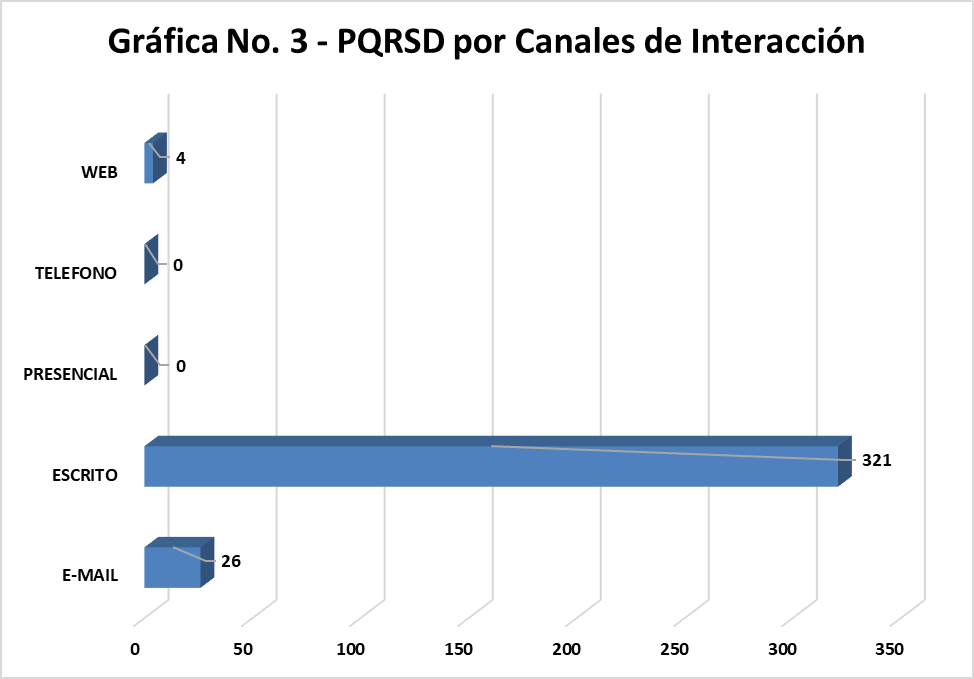 Gráfica No. 3 - PQRSD por Canales de Interacción
WEB 4
TELEFONO 0
PRESENCIAL 0
ESCRITO 321
E-MAIL 26
0 50 100 150 200 250 300 350